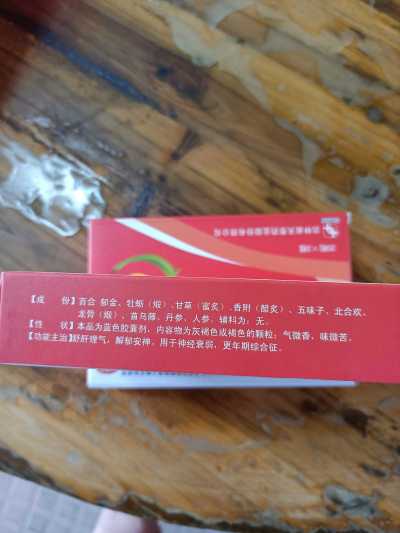 【成　份】百合、郁金、牡蛎（煅）、甘草（蜜炙）、香附（醋炙）、五味子、北合欢、
龙骨（煅）、首乌藤、丹参、人参。辅料为：无。
【性　状】本品为蓝色胶囊剂，内容物为灰褐色或褐色的颗粒；气微香，味微苦。
【功能主治】舒肝理气，解郁安神。用于神经衰弱、更年期综合征。